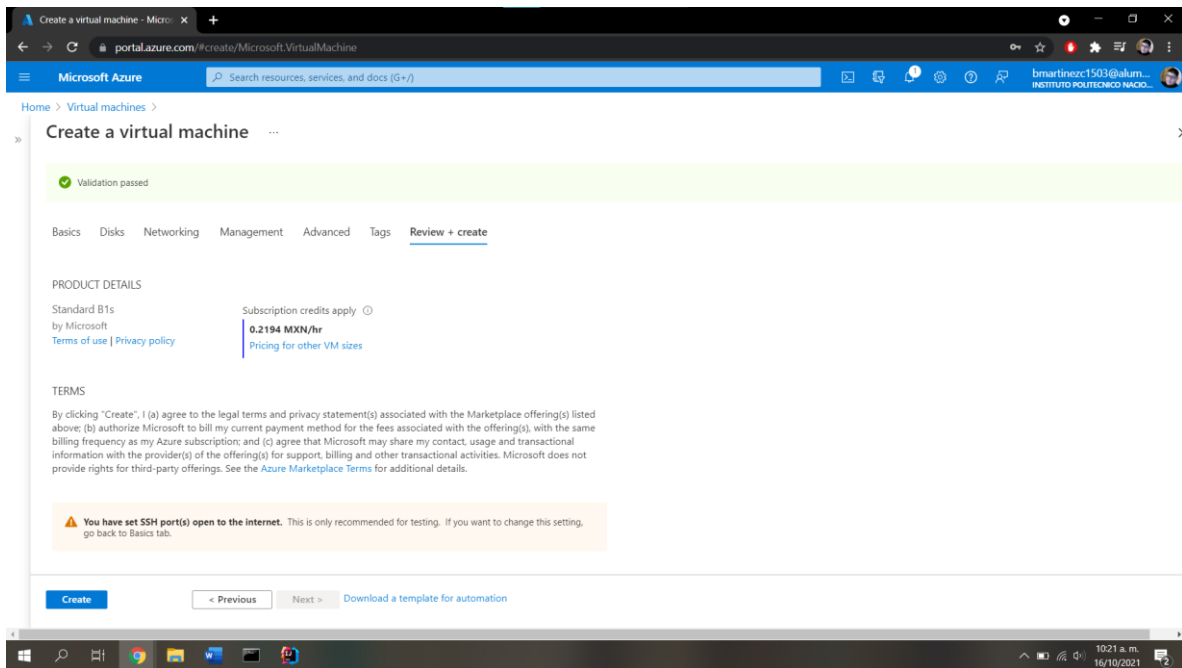 Create a virtual machine - Micros
portal.azure.com/#create/Microsoft.VirtualMachine
Microsoft Azure
Search resources, services, and docs (G+/)
1
bmartinezc1503@alum...
INSTITUTO POLITECNICO NACIO...
Home > Virtual machines >
Create a virtual machine ...
Validation passed
Basics Disks Networking Management Advanced Tags Review + create
PRODUCT DETAILS
Standard B1s
by Microsoft
Terms of use | Privacy policy
Subscription credits apply
0.2194 MXN/hr
Pricing for other VM sizes
TERMS
By clicking "Create", I (a) agree to the legal terms and privacy statement(s) associated with the Marketplace offering(s) listed
above; (b) authorize Microsoft to bill my current payment method for the fees associated with the offering(s), with the same
billing frequency as my Azure subscription; and (c) agree that Microsoft may share my contact, usage and transactional
information with the provider(s) of the offering(s) for support, billing and other transactional activities. Microsoft does not
provide rights for third-party offerings. See the Azure Marketplace Terms for additional details.
You have set SSH port(s) open to the internet. This is only recommended for testing. If you want to change this setting,
go back to Basics tab.
Create < Previous Next > Download a template for automation
10:21 a. m.
16/10/2021
2